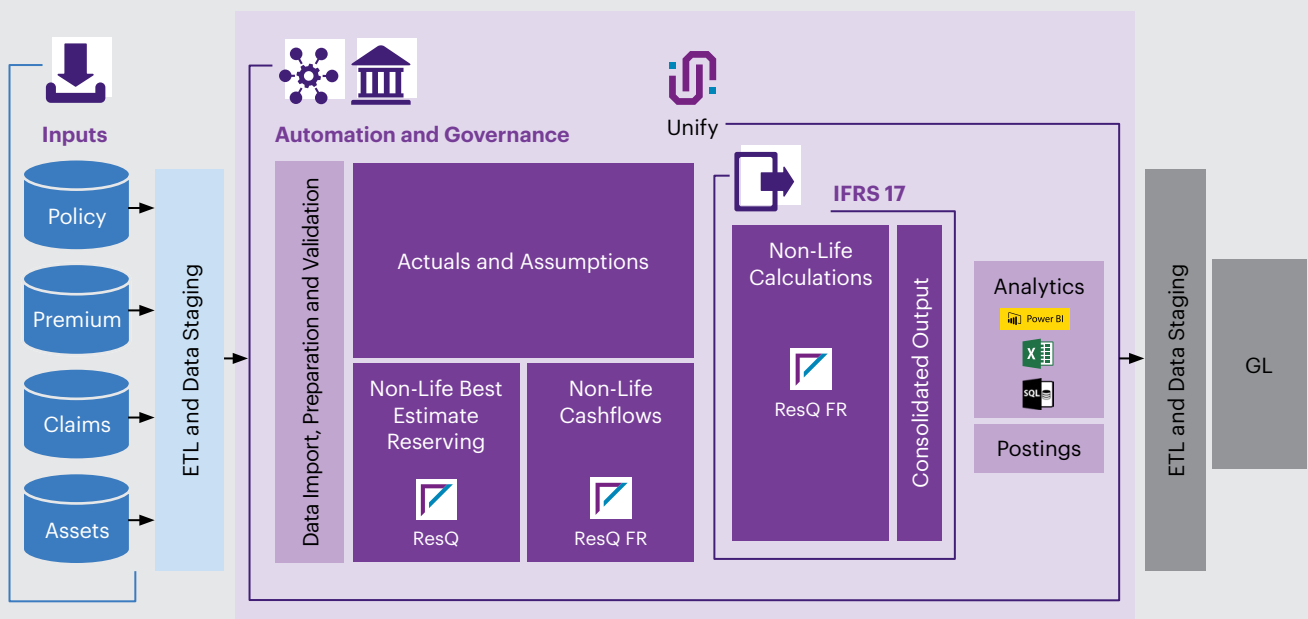 Inputs
Policy
Premium
Claims
Assets
ETL and Data Staging
Automation and Governance
Unify
Data Import, Preparation and Validation
Actuals and Assumptions
Non-Life Best
Estimate
Reserving
ResQ
Non-Life
Cashflows
ResQ FR
IFRS 17
Non-Life
Calculations
ResQ FR
Consolidated Output
Analytics
Power BI
X
SQL
Postings
ETL and Data Staging
GL